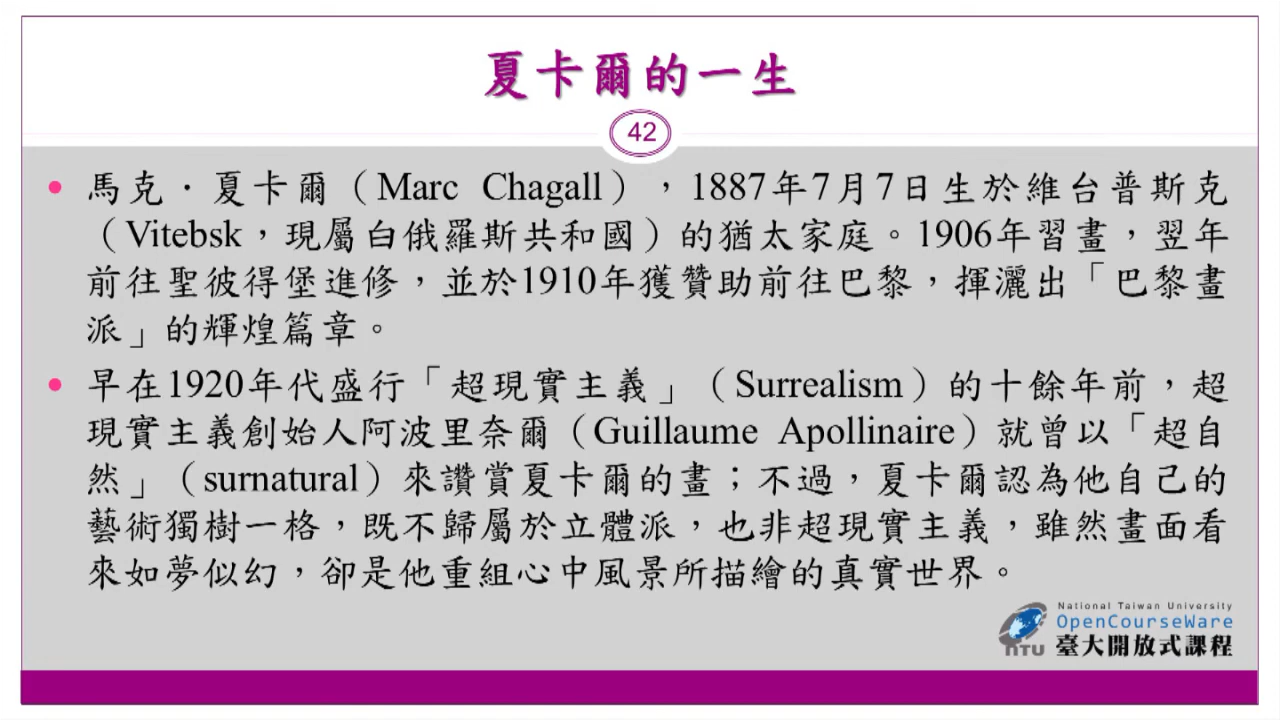 夏卡爾的一生
42
• 馬克‧夏卡爾（Marc Chagall），1887年7月7日生於維台普斯克
（Vitebsk，現屬白俄羅斯共和國）的猶太家庭。1906年習畫，翌年
前往聖彼得堡進修，並於1910年獲贊助前往巴黎，揮灑出「巴黎畫
派」的輝煌篇章。
• 早在1920年代盛行「超現實主義」（Surrealism）的十餘年前，超
現實主義創始人阿波里奈爾（Guillaume Apollinaire）就曾以「超自
然」（surnatural）來讚賞夏卡爾的畫；不過，夏卡爾認為他自己的
藝術獨樹一格，既不歸屬於立體派，也非超現實主義，雖然畫面看
來如夢似幻，卻是他重組心中風景所描繪的真實世界。
National Taiwan University
OpenCourseWare
NTU 臺大開放式課程